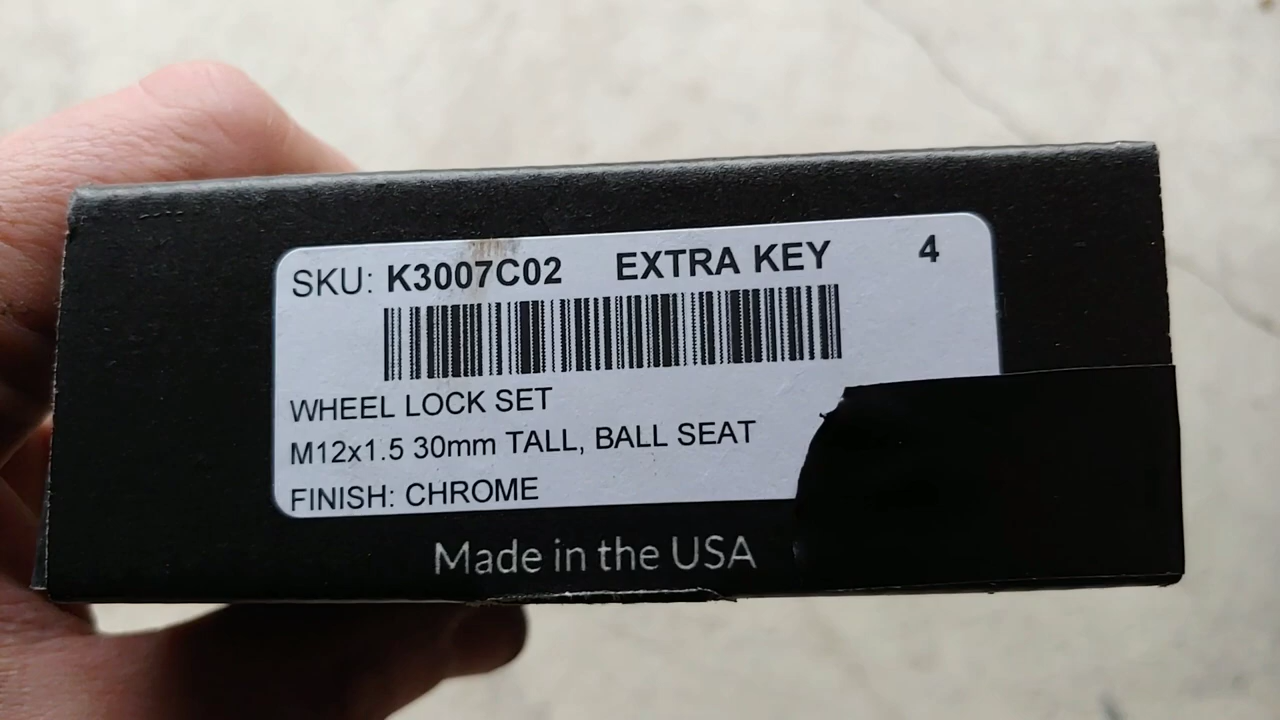 SKU: K3007C02 EXTRA KEY 4
WHEEL LOCK SET
M12x1.5 30mm TALL, BALL SEAT
FINISH: CHROME
Made in the USA